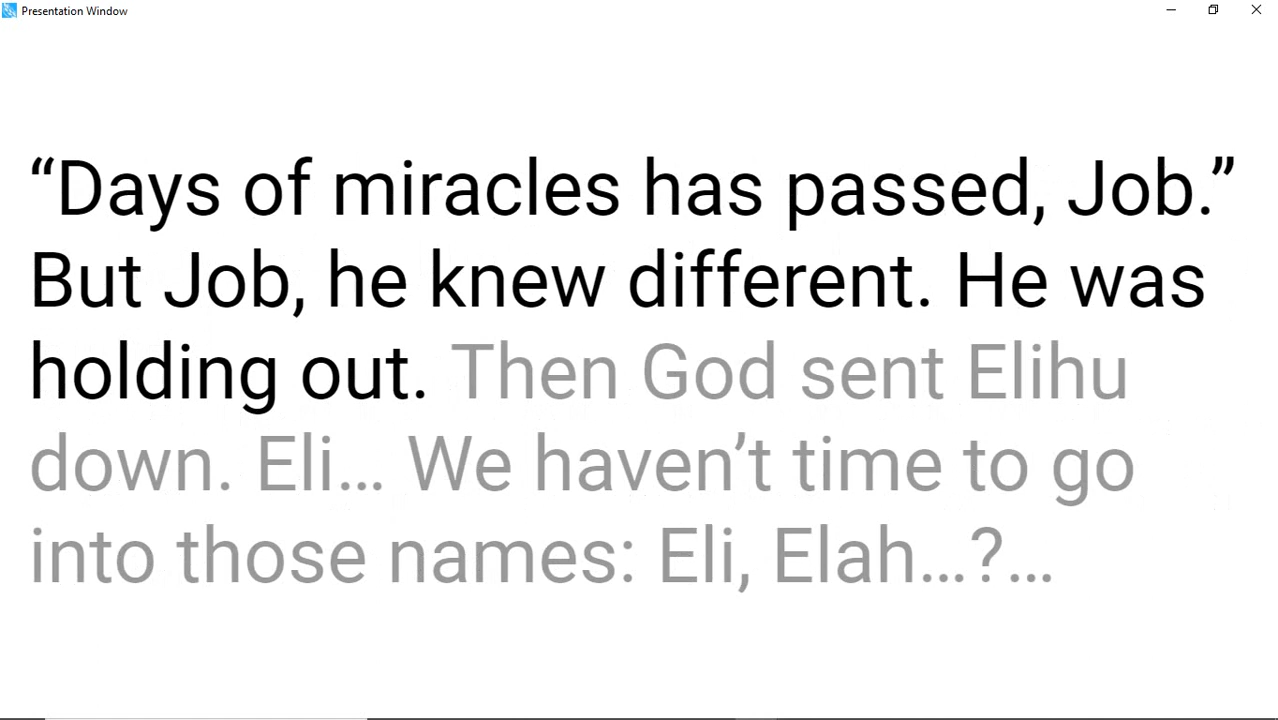 Presentation Window
“Days of miracles has passed, Job.”
But Job, he knew different. He was
holding out. Then God sent Elihu
down. Eli… We haven’t time to go
into those names: Eli, Elah…?…